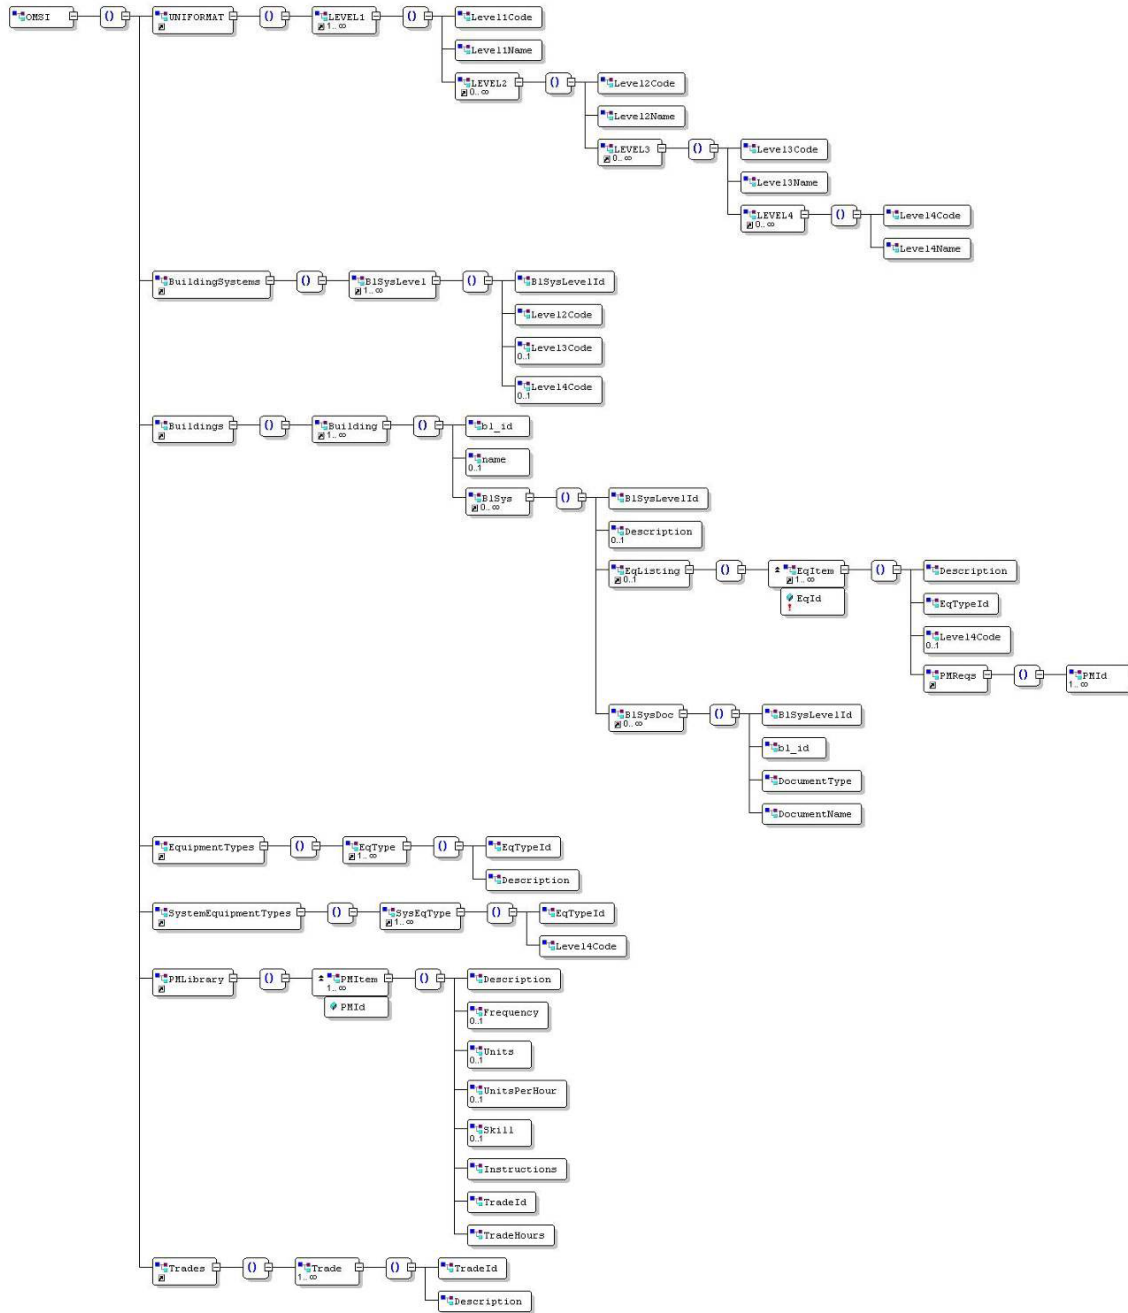 OMSI () UNIFORMAT () LEVEL1 () Level1Code
1..∞
Level1Name
LEVEL2 () Level2Code
0..∞
Level2Name
LEVEL3 () Level3Code
0..∞
Level3Name
LEVEL4 () Level4Code
0..∞
Level4Name
BuildingSystems () BlSysLevel () BlSysLevelId
1..∞
Level2Code
Level3Code
0..1
Level4Code
0..1
Buildings () Building () bl_id
1..∞
name
0..1
BlSys () BlSysLevelId
0..∞
Description
0..1
EqListing () EqItem () Description
0..1 1..∞
EqId EqTypeId
!
Level4Code
0..1
PMReqs () PMId
1..∞
BlSysDoc () BlSysLevelId
0..∞
bl_id
DocumentType
DocumentName
EquipmentTypes () EqType () EqTypeId
1..∞
Description
SystemEquipmentTypes () SysEqType () EqTypeId
1..∞
Level4Code
PMLibrary () PMItem () Description
1..∞
PMId Frequency
0..1
Units
0..1
UnitsPerHour
0..1
Skill
0..1
Instructions
TradeId
TradeHours
Trades () Trade () TradeId
1..∞
Description